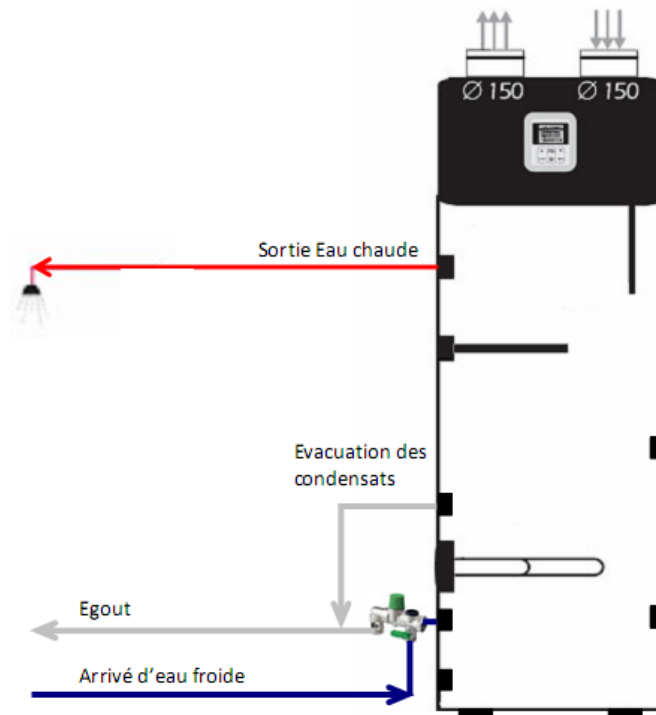 Ø 150
Ø 150
Sortie Eau chaude
Evacuation des
condensats
Egout
Arrivé d’eau froide